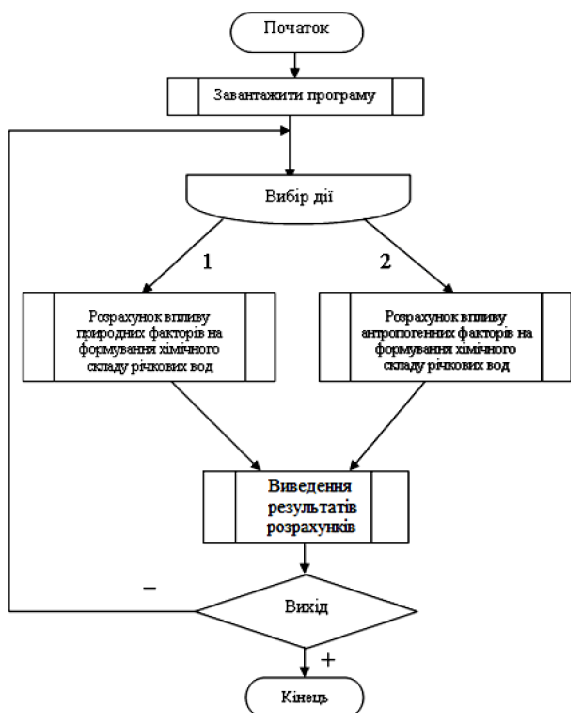 Початок
Завантажити програму
Вибір дії
1
2
Розрахунок впливу
природних факторів на
формування хімічного
складу річкових вод
Розрахунок впливу
антропогенних факторів на
формування хімічного
складу річкових вод
Виведення
результатів
розрахунків
–
Вихід
+
Кінець